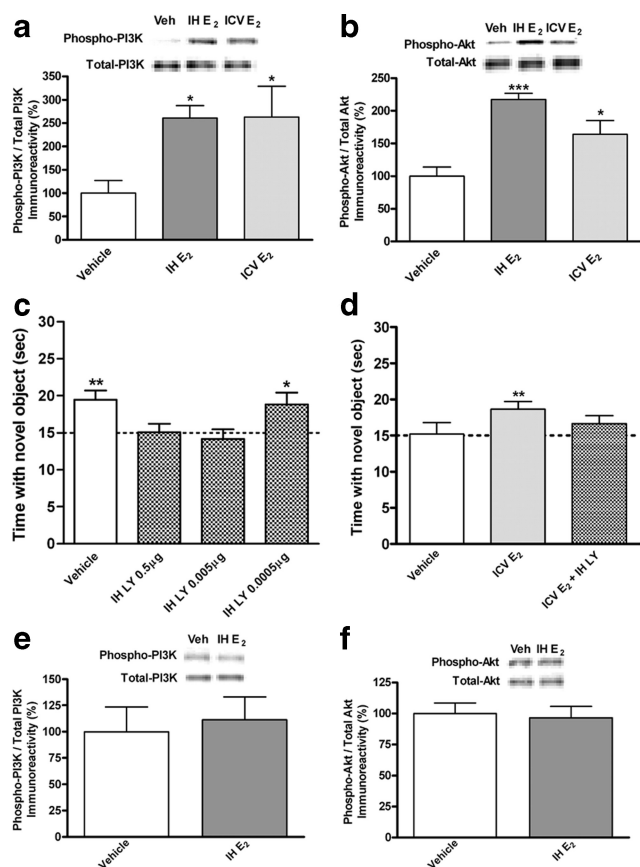 a
Veh IH E2 ICV E2
Phospho-PI3K
Total-PI3K
Phospho-PI3K / Total PI3K
Immunoreactivity (%)
350
300
250
200
150
100
50
0
*
*
Vehicle
IH E2
ICV E2
b
Veh IH E2 ICV E2
Phospho-Akt
Total-Akt
Phospho-Akt / Total Akt
Immunoreactivity (%)
250
200
150
100
50
0
***
*
Vehicle
IH E2
ICV E2
c
Time with novel object (sec)
30
25
20
15
10
5
0
**
*
Vehicle
IH LY 0.5µg
IH LY 0.005µg
IH LY 0.0005µg
d
Time with novel object (sec)
30
25
20
15
10
5
0
**
Vehicle
ICV E2
ICV E2 + IH LY
e
Veh IH E2
Phospho-PI3K
Total-PI3K
Phospho-PI3K / Total PI3K
Immunoreactivity (%)
150
125
100
75
50
25
0
Vehicle
IH E2
f
Veh IH E2
Phospho-Akt
Total-Akt
Phospho-Akt / Total Akt
Immunoreactivity (%)
125
100
75
50
25
0
Vehicle
IH E2